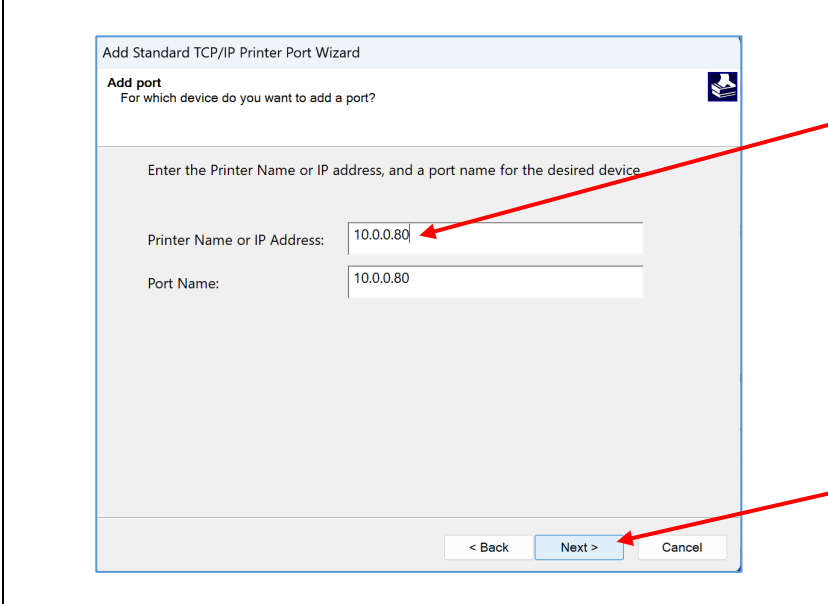 Add Standard TCP/IP Printer Port Wizard
Add port
For which device do you want to add a port?
Enter the Printer Name or IP address, and a port name for the desired device.
Printer Name or IP Address: 10.0.0.80
Port Name: 10.0.0.80
< Back Next > Cancel